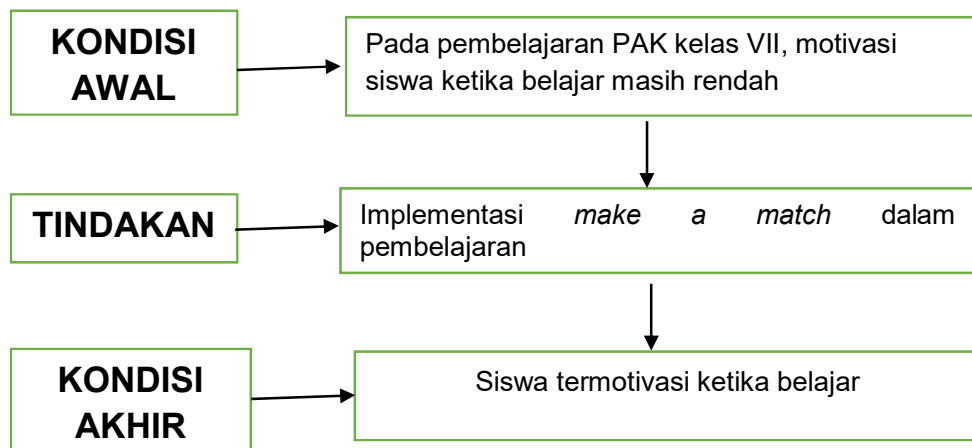 KONDISI
AWAL
Pada pembelajaran PAK kelas VII, motivasi
siswa ketika belajar masih rendah
TINDAKAN
Implementasi make a match dalam
pembelajaran
KONDISI
AKHIR
Siswa termotivasi ketika belajar